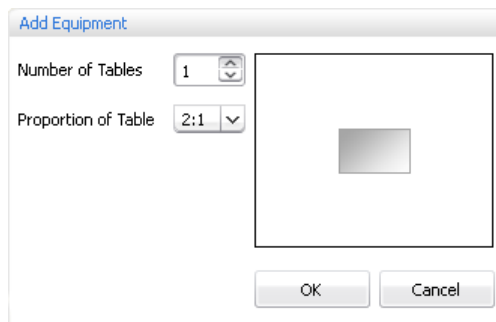 Add Equipment
Number of Tables 1
Proportion of Table 2:1
OK Cancel